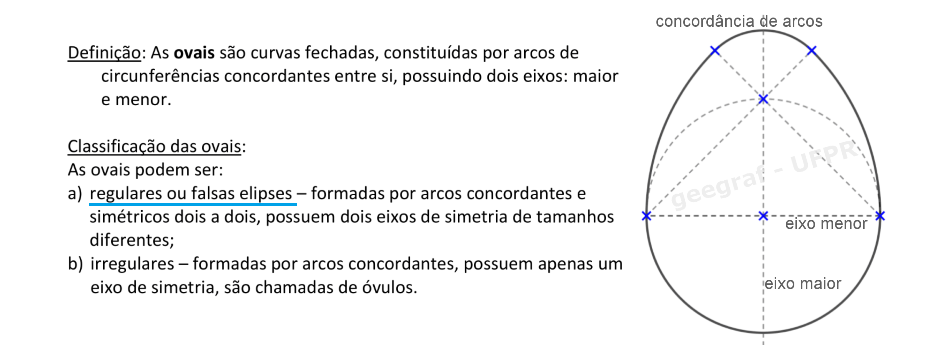 Definição: As ovais são curvas fechadas, constituídas por arcos de
circunferências concordantes entre si, possuindo dois eixos: maior
e menor.
Classificação das ovais:
As ovais podem ser:
a) regulares ou falsas elipses – formadas por arcos concordantes e
simétricos dois a dois, possuem dois eixos de simetria de tamanhos
diferentes;
b) irregulares – formadas por arcos concordantes, possuem apenas um
eixo de simetria, são chamadas de óvulos.
concordância de arcos
geegraf - UFPR
eixo menor
eixo maior